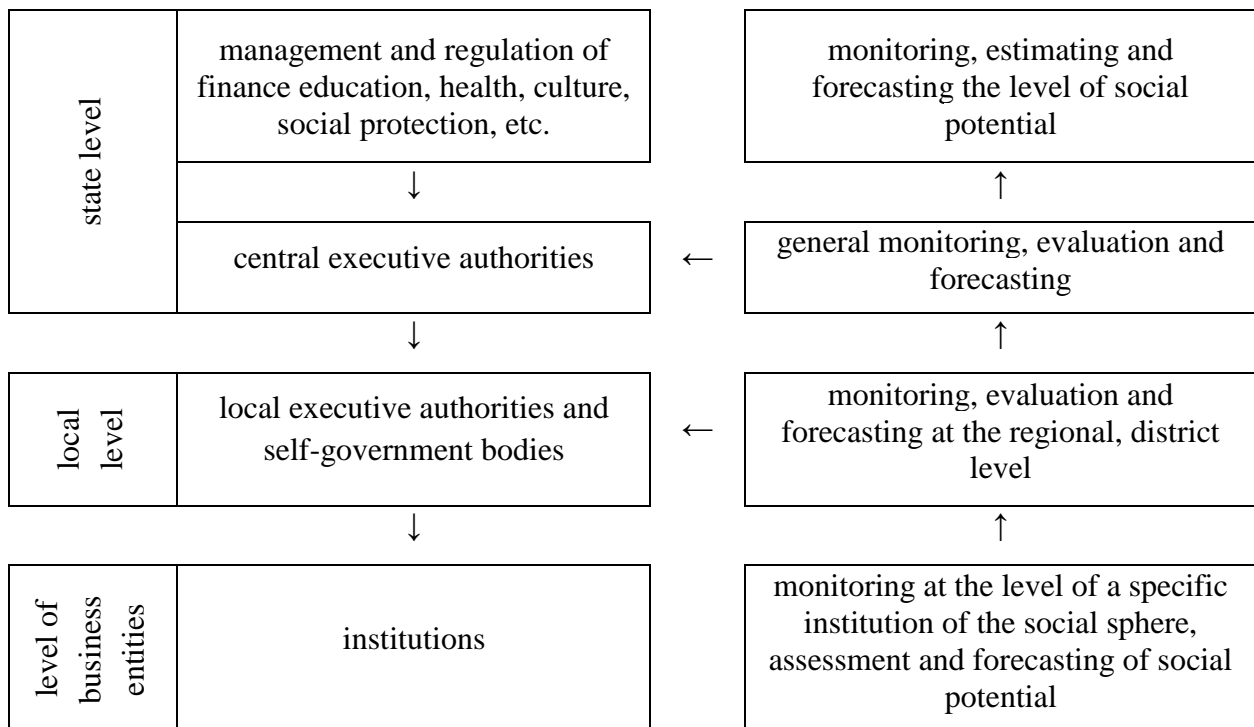 state level
management and regulation of
finance education, health, culture,
social protection, etc.
monitoring, estimating and
forecasting the level of social
potential
↓
↑
central executive authorities
←
general monitoring, evaluation and
forecasting
↓
↑
local
level
local executive authorities and
self-government bodies
←
monitoring, evaluation and
forecasting at the regional, district
level
↓
↑
level of
business
entities
institutions
monitoring at the level of a specific
institution of the social sphere,
assessment and forecasting of social
potential